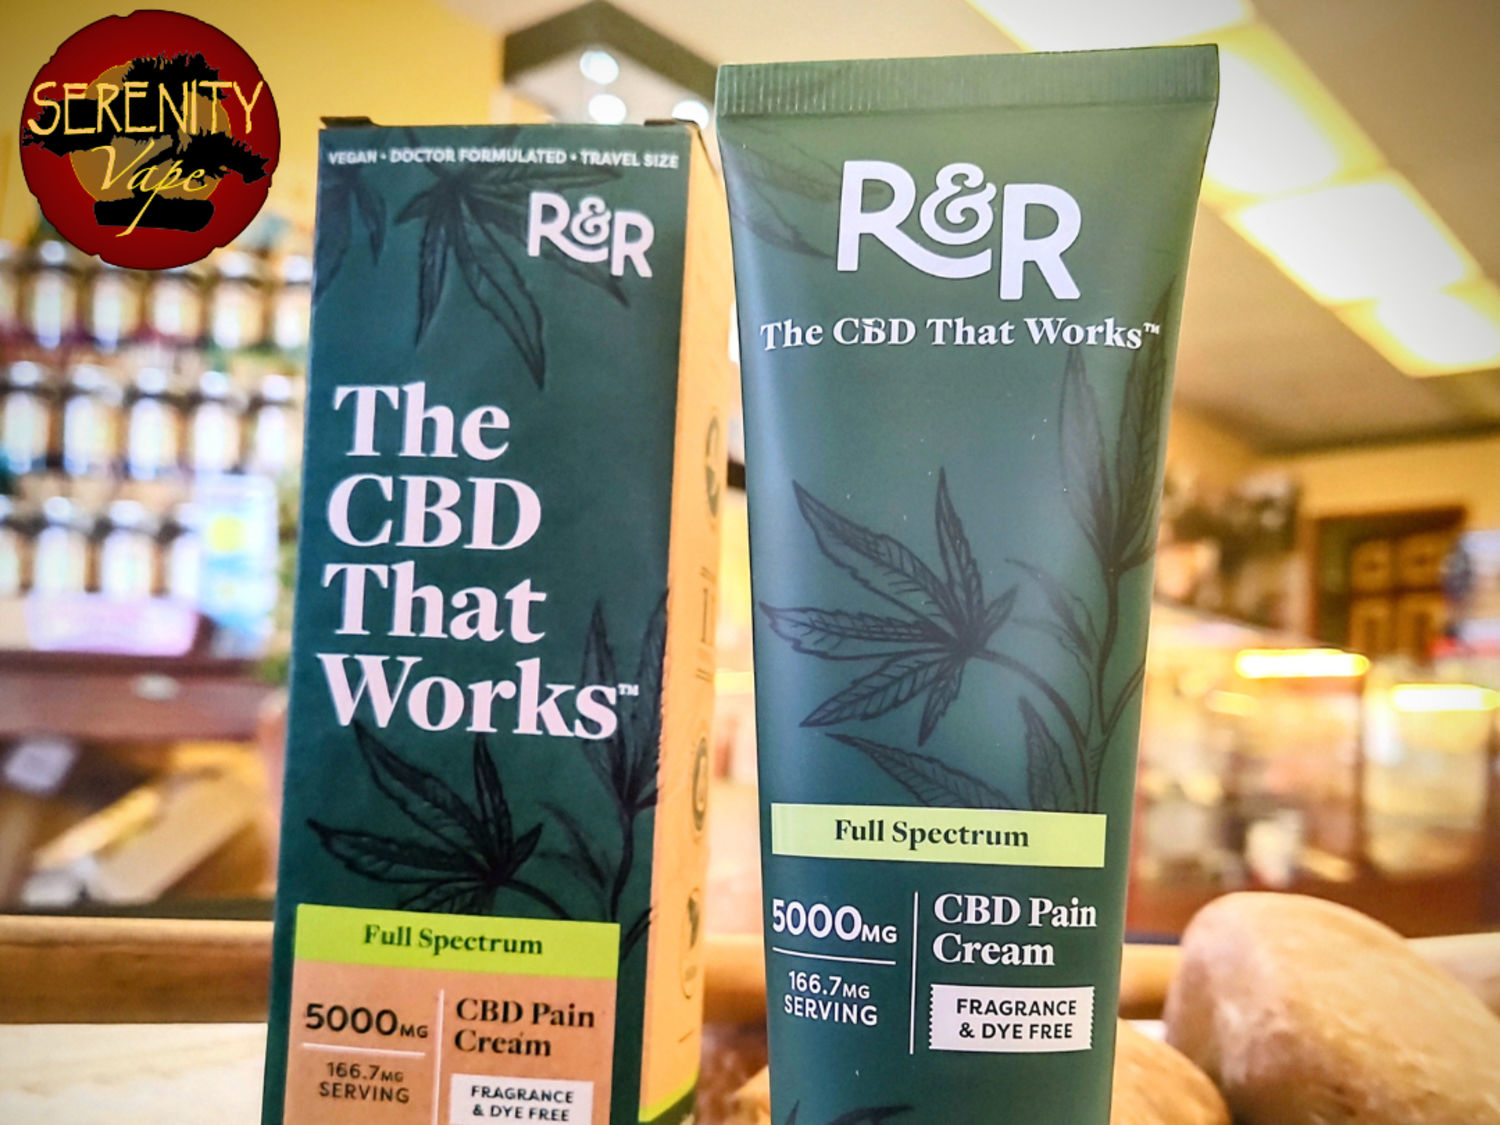 SERENITY
Vape
VEGAN • DOCTOR FORMULATED • TRAVEL SIZE
R&R
The
CBD
That
Works™
Full Spectrum
5000MG
166.7MG
SERVING
CBD Pain
Cream
FRAGRANCE
& DYE FREE
R&R
The CBD That Works™
Full Spectrum
5000MG
166.7MG
SERVING
CBD Pain
Cream
FRAGRANCE
& DYE FREE